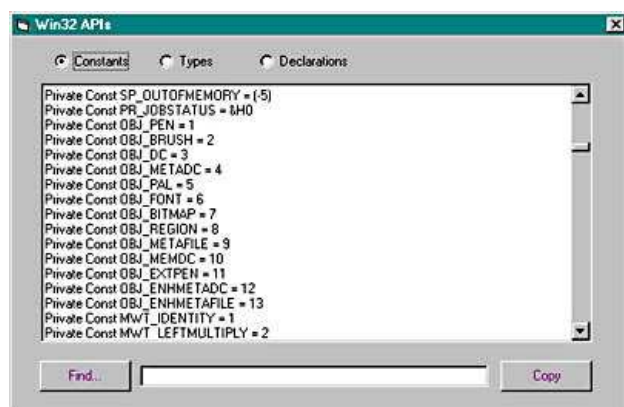 Win32 APIs
Constants Types Declarations
Private Const SP_OUTOFMEMORY = (-5)
Private Const PR_JOBSTATUS = &H0
Private Const OBJ_PEN = 1
Private Const OBJ_BRUSH = 2
Private Const OBJ_DC = 3
Private Const OBJ_METADC = 4
Private Const OBJ_PAL = 5
Private Const OBJ_FONT = 6
Private Const OBJ_BITMAP = 7
Private Const OBJ_REGION = 8
Private Const OBJ_METAFILE = 9
Private Const OBJ_MEMDC = 10
Private Const OBJ_EXTPEN = 11
Private Const OBJ_ENHMETADC = 12
Private Const OBJ_ENHMETAFILE = 13
Private Const MWT_IDENTITY = 1
Private Const MWT_LEFTMULTIPLY = 2
Find... Copy